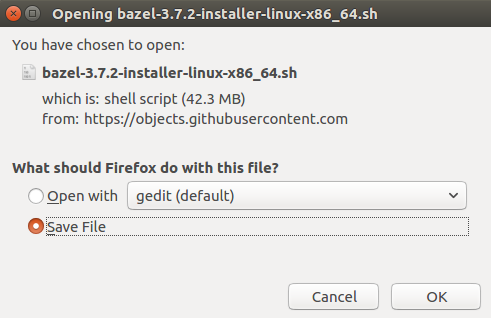 Opening bazel-3.7.2-installer-linux-x86_64.sh
You have chosen to open:
bazel-3.7.2-installer-linux-x86_64.sh
which is: shell script (42.3 MB)
from: https://objects.githubusercontent.com
What should Firefox do with this file?
Open with gedit (default)
Save File
Cancel OK